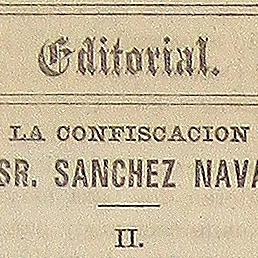 Editorial.
LA CONFISCACION
SR. SANCHEZ NAVA
II.